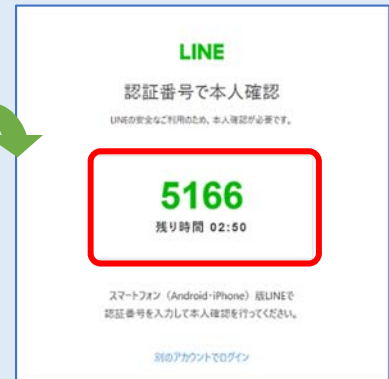 LINE
認証番号で本人確認
LINEの安全なご利用のため、本人確認が必要です。
5166
残り時間 02:50
スマートフォン（Android･iPhone）版LINEで
認証番号を入力して本人確認を行ってください。
別のアカウントでログイン